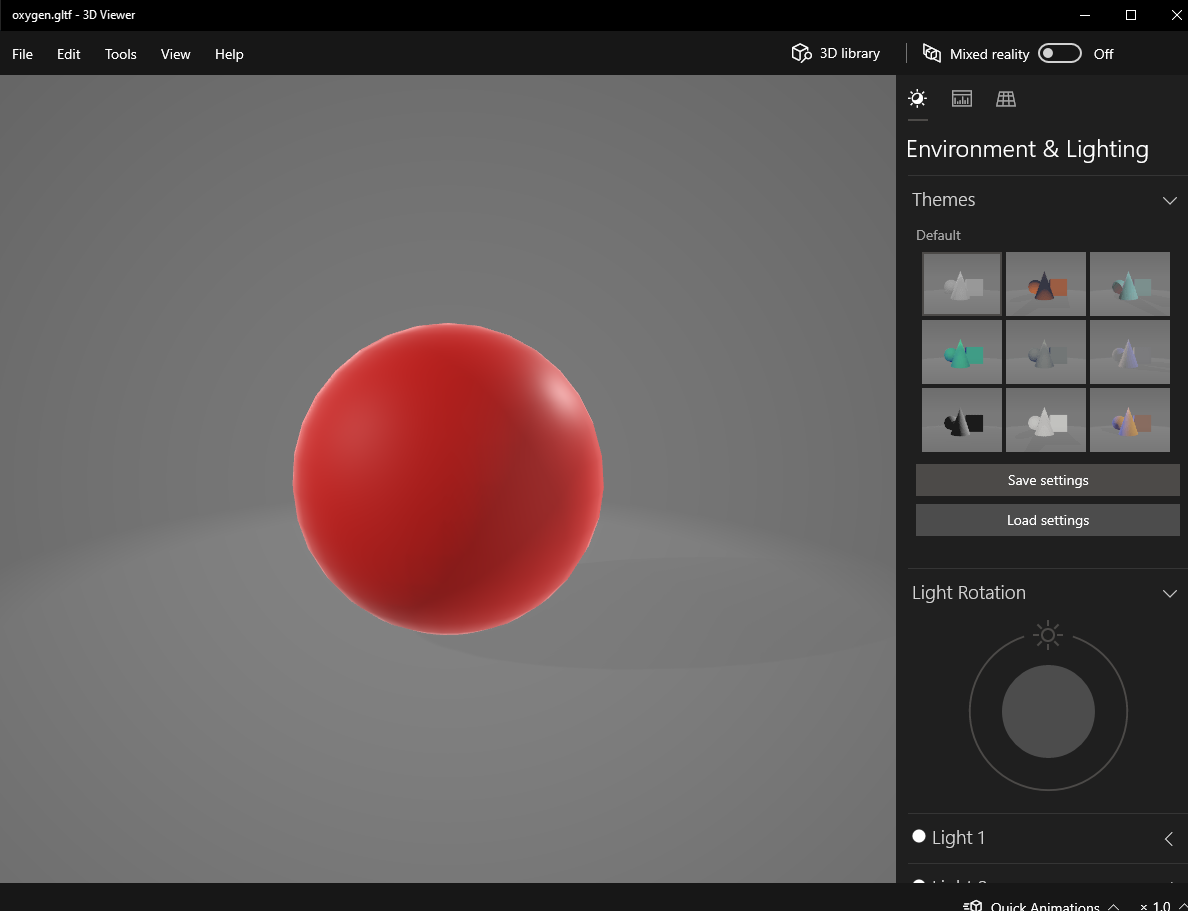 oxygen.gltf - 3D Viewer
File Edit Tools View Help 3D library Mixed reality Off
Environment & Lighting
Themes
Default
Save settings
Load settings
Light Rotation
Light 1
Quick Animations × 1.0